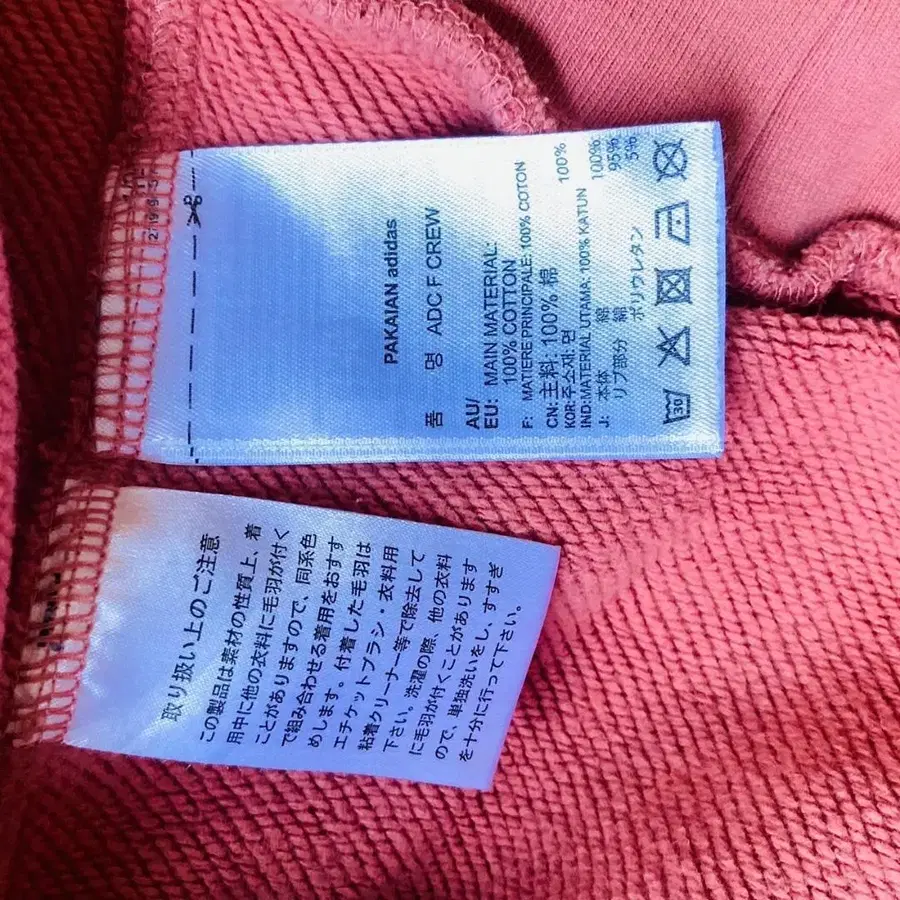 PAKAIAN adidas
품 명 ADC F CREW
AU/
EU: MAIN MATERIAL:
100% COTTON
F: MATIERE PRINCIPALE: 100% COTON
CN: 主料: 100% 棉
KOR: 주소재: 면 100%
IND: MATERIAL UTAMA: 100% KATUN
J: 本体 綿 100%
リブ部分 綿 95%
ポリウレタン 5%
30
取り扱い上のご注意
この製品は素材の性質上、着
用中に他の衣料に毛羽が付く
ことがありますので、同系色
で組み合わせる着用をおすす
めします。付着した毛羽は
エチケットブラシ・衣料用
粘着クリーナー等で除去して
下さい。洗濯の際、他の衣料
に毛羽が付くことがあります
ので、単独洗いをし、すすぎ
を十分に行って下さい。